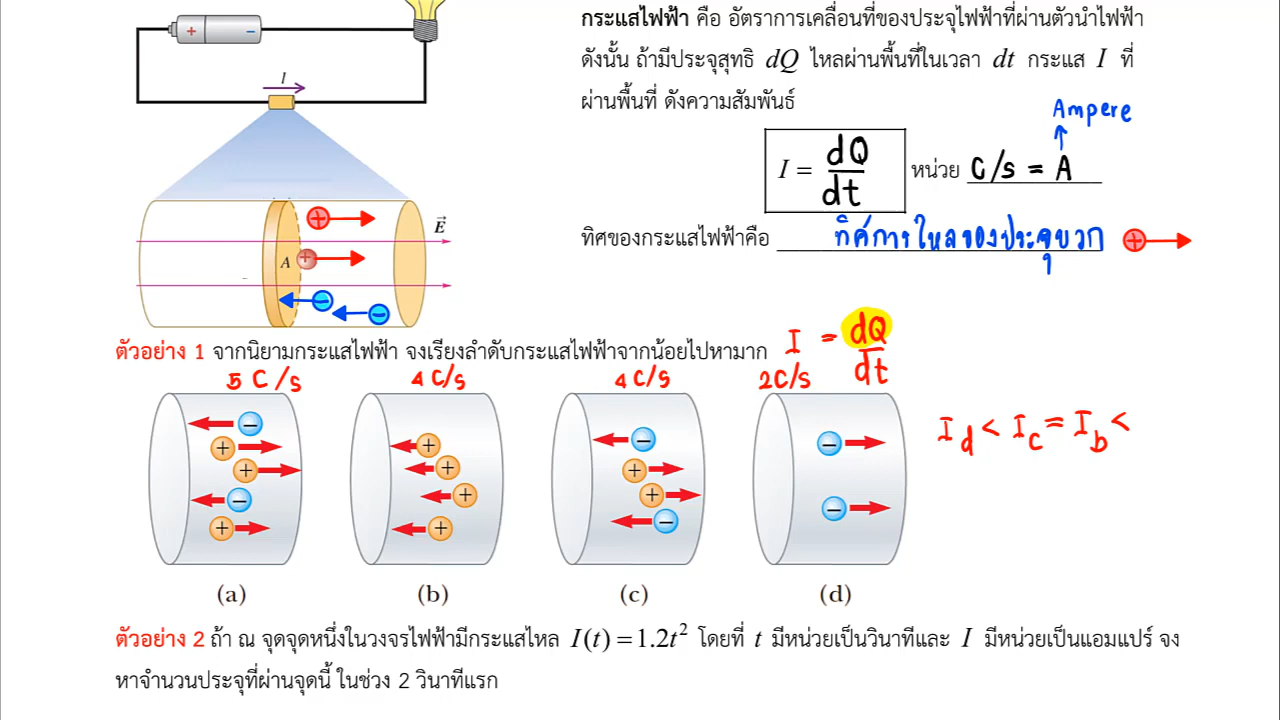 กระแสไฟฟ้า คือ อัตราการเคลื่อนที่ของประจุไฟฟ้าที่ผ่านตัวนำไฟฟ้า
ดังนั้น ถ้ามีประจุสุทธิ dQ ไหลผ่านพื้นที่ในเวลา dt กระแส I ที่
ผ่านพื้นที่ ดังความสัมพันธ์
Ampere
I = dQ/dt หน่วย C/s = A
ทิศของกระแสไฟฟ้าคือ ทิศการไหลของประจุบวก +
+ −
I
+
E
A +
−
−
ตัวอย่าง 1 จากนิยามกระแสไฟฟ้า จงเรียงลำดับกระแสไฟฟ้าจากน้อยไปหามาก I = dQ/dt
5 C/s 4 C/s 4 C/s 2C/s
− + + − +
+ + + +
− + + −
− −
I d < I c = I b <
(a) (b) (c) (d)
ตัวอย่าง 2 ถ้า ณ จุดจุดหนึ่งในวงจรไฟฟ้ามีกระแสไหล I(t) = 1.2t² โดยที่ t มีหน่วยเป็นวินาทีและ I มีหน่วยเป็นแอมแปร์ จง
หาจำนวนประจุที่ผ่านจุดนี้ ในช่วง 2 วินาทีแรก